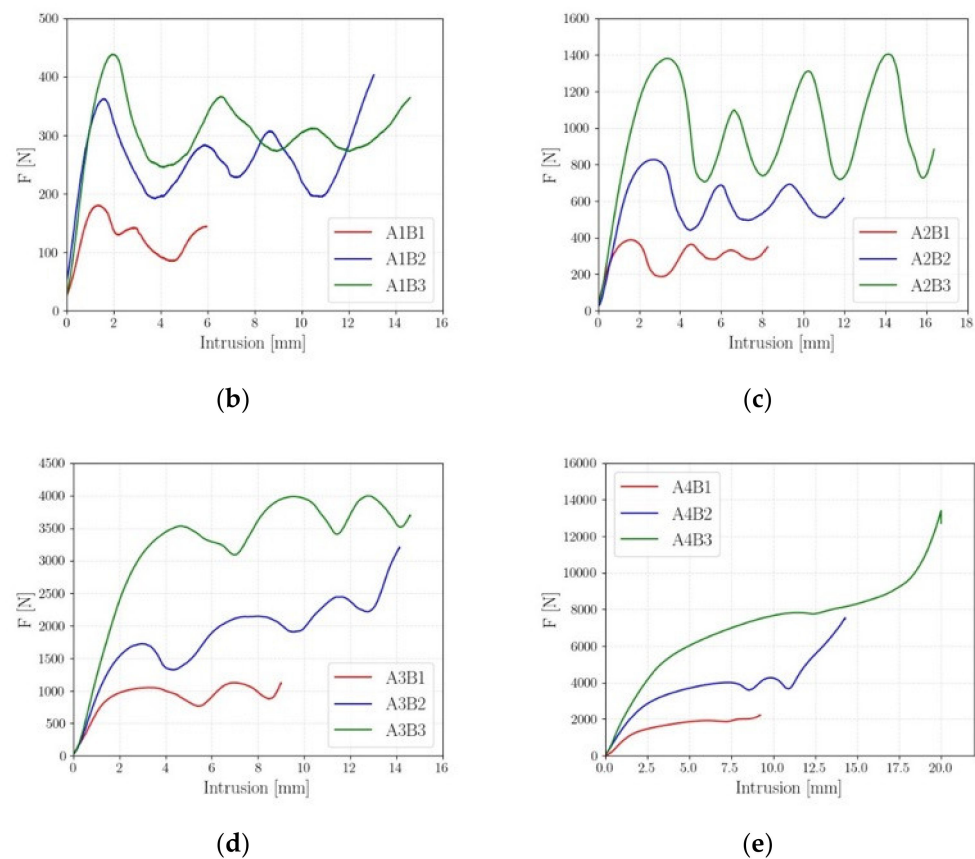 500
400
300
200
100
0
F [N]
0 2 4 6 8 10 12 14 16
Intrusion [mm]
A1B1
A1B2
A1B3
(b)
1600
1400
1200
1000
800
600
400
200
0
F [N]
0 2 4 6 8 10 12 14 16 18
Intrusion [mm]
A2B1
A2B2
A2B3
(c)
4500
4000
3500
3000
2500
2000
1500
1000
500
0
F [N]
0 2 4 6 8 10 12 14 16
Intrusion [mm]
A3B1
A3B2
A3B3
(d)
16000
14000
12000
10000
8000
6000
4000
2000
0
F [N]
0.0 2.5 5.0 7.5 10.0 12.5 15.0 17.5 20.0
Intrusion [mm]
A4B1
A4B2
A4B3
(e)